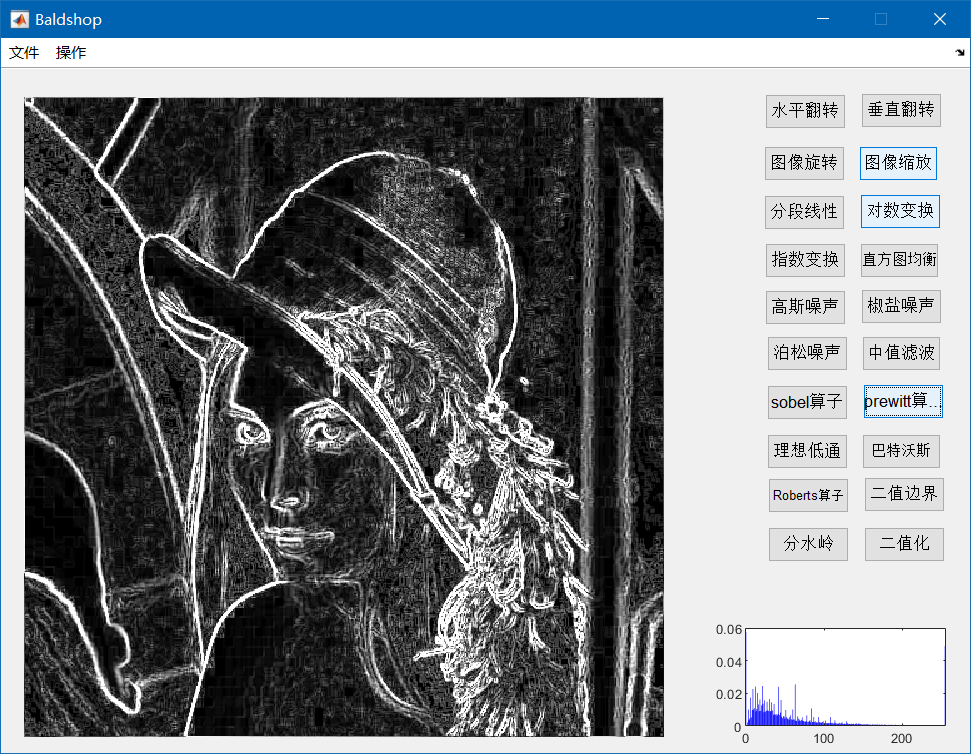 Baldshop
文件 操作
水平翻转 垂直翻转
图像旋转 图像缩放
分段线性 对数变换
指数变换 直方图均衡
高斯噪声 椒盐噪声
泊松噪声 中值滤波
sobel算子 prewitt算...
理想低通 巴特沃斯
Roberts算子 二值边界
分水岭 二值化
0.06
0.04
0.02
0
0 100 200